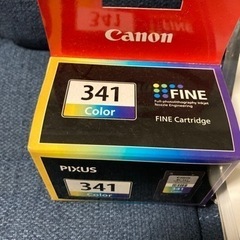 Canon
341
Color
FINE
Full-photolithography Inkjet
Nozzle Engineering
FINE Cartridge
PIXUS
341
Color
341